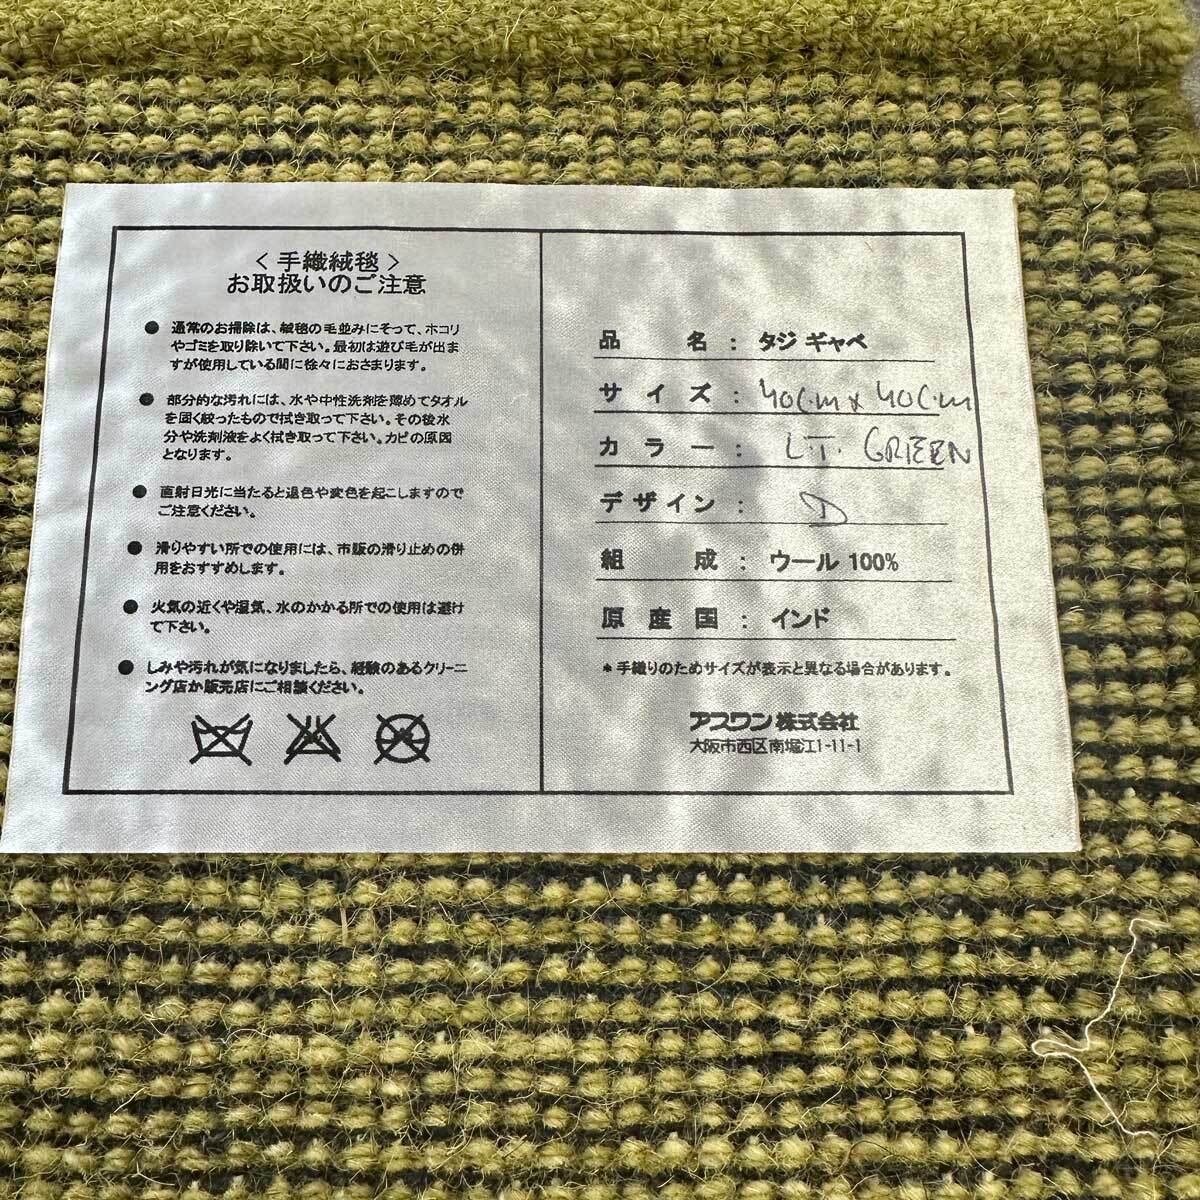 〈手織絨毯〉
お取扱いのご注意
● 通常のお掃除は、絨毯の毛並みにそって、ホコリ
やゴミを取り除いて下さい。最初は遊び毛が出ま
すが使用している間に徐々におさまります。
● 部分的な汚れには、水や中性洗剤を薄めてタオル
を固く絞ったもので拭き取って下さい。その後水
分や洗剤液をよく拭き取って下さい。カビの原因
となります。
● 直射日光に当たると退色や変色を起こしますので
ご注意ください。
● 滑りやすい所での使用には、市販の滑り止めの併
用をおすすめします。
● 火気の近くや湿気、水のかかる所での使用は避け
て下さい。
● しみや汚れが気になりましたら、経験のあるクリーニ
ング店か販売店にご相談ください。
品名：タジ ギャベ
サイズ：40cm x 40cm
カラー：LT. GREEN
デザイン：D
組成：ウール 100%
原産国：インド
＊手織りのためサイズが表示と異なる場合があります。
アスワン株式会社
大阪市西区南堀江1-11-1